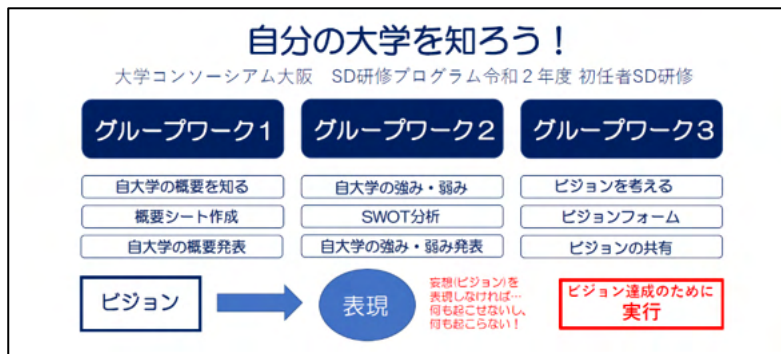 自分の大学を知ろう！
大学コンソーシアム大阪　SD研修プログラム令和２年度 初任者SD研修
グループワーク１
グループワーク２
グループワーク３
自大学の概要を知る
概要シート作成
自大学の概要発表
自大学の強み・弱み
SWOT分析
自大学の強み・弱み発表
ビジョンを考える
ビジョンフォーム
ビジョンの共有
ビジョン
表現
妄想(ビジョン)を
表現しなければ…
何も起こせないし、
何も起こらない！
ビジョン達成のために
実行